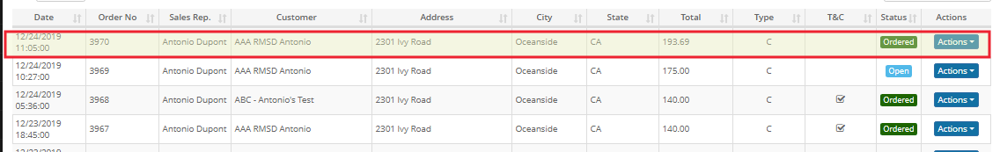 Date Order No Sales Rep. Customer Address City State Total Type T&C Status Actions
12/24/2019 11:05:00 3970 Antonio Dupont AAA RMSD Antonio 2301 Ivy Road Oceanside CA 193.69 C Ordered Actions
12/24/2019 10:27:00 3969 Antonio Dupont AAA RMSD Antonio 2301 Ivy Road Oceanside CA 175.00 C Open Actions
12/24/2019 05:36:00 3968 Antonio Dupont ABC - Antonio's Test 2301 Ivy Road Oceanside CA 140.00 C Ordered Actions
12/23/2019 18:45:00 3967 Antonio Dupont AAA RMSD Antonio 2301 Ivy Road Oceanside CA 140.00 C Ordered Actions